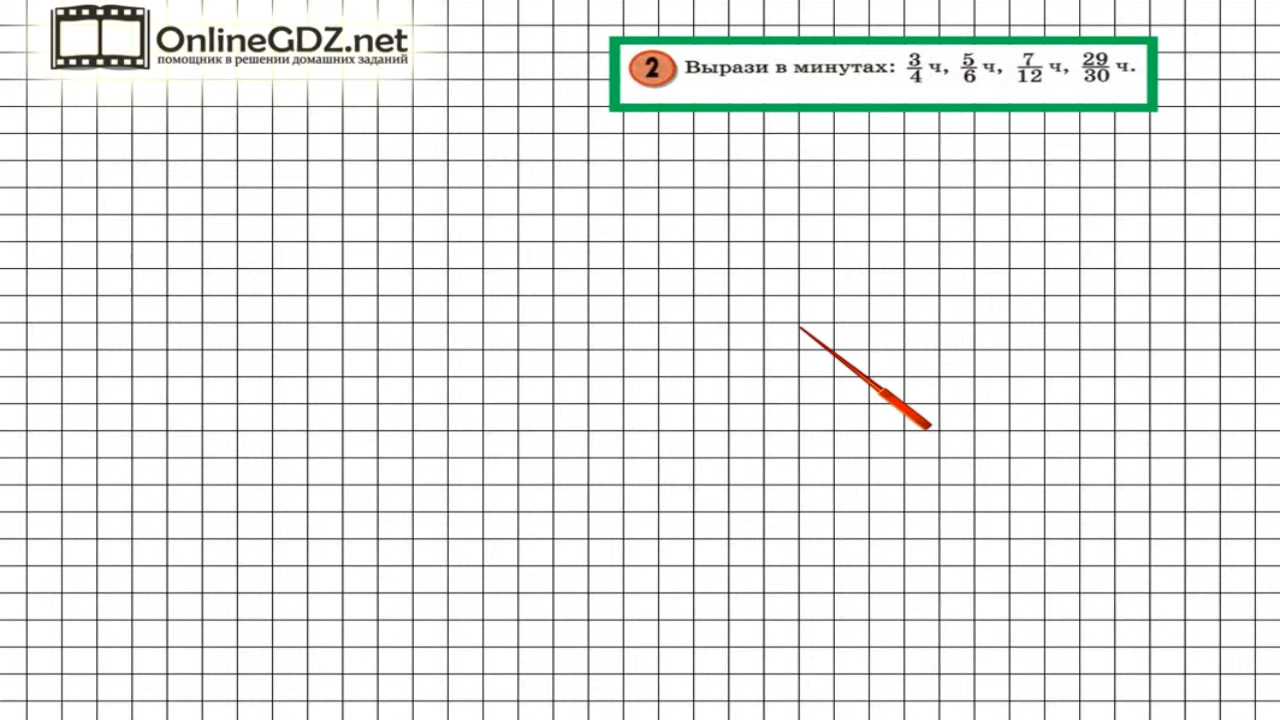 OnlineGDZ.net
помощник в решении домашних заданий
2 Вырази в минутах: 3/4 ч, 5/6 ч, 7/12 ч, 29/30 ч.